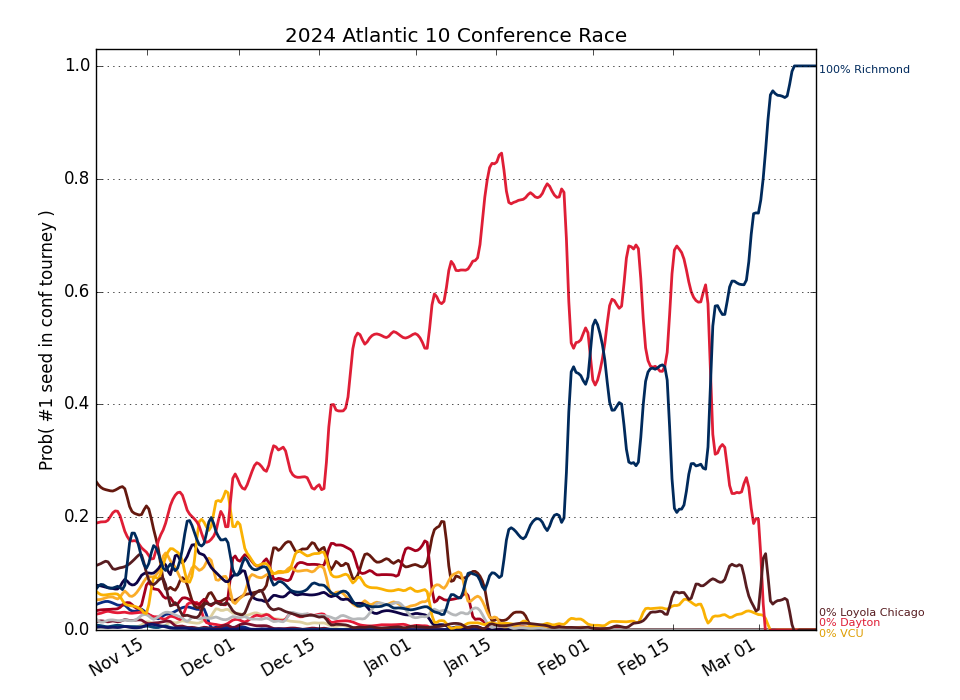 2024 Atlantic 10 Conference Race
Prob( #1 seed in conf tourney )
1.0
0.8
0.6
0.4
0.2
0.0
Nov 15
Dec 01
Dec 15
Jan 01
Jan 15
Feb 01
Feb 15
Mar 01
100% Richmond
0% Loyola Chicago
0% Dayton
0% VCU